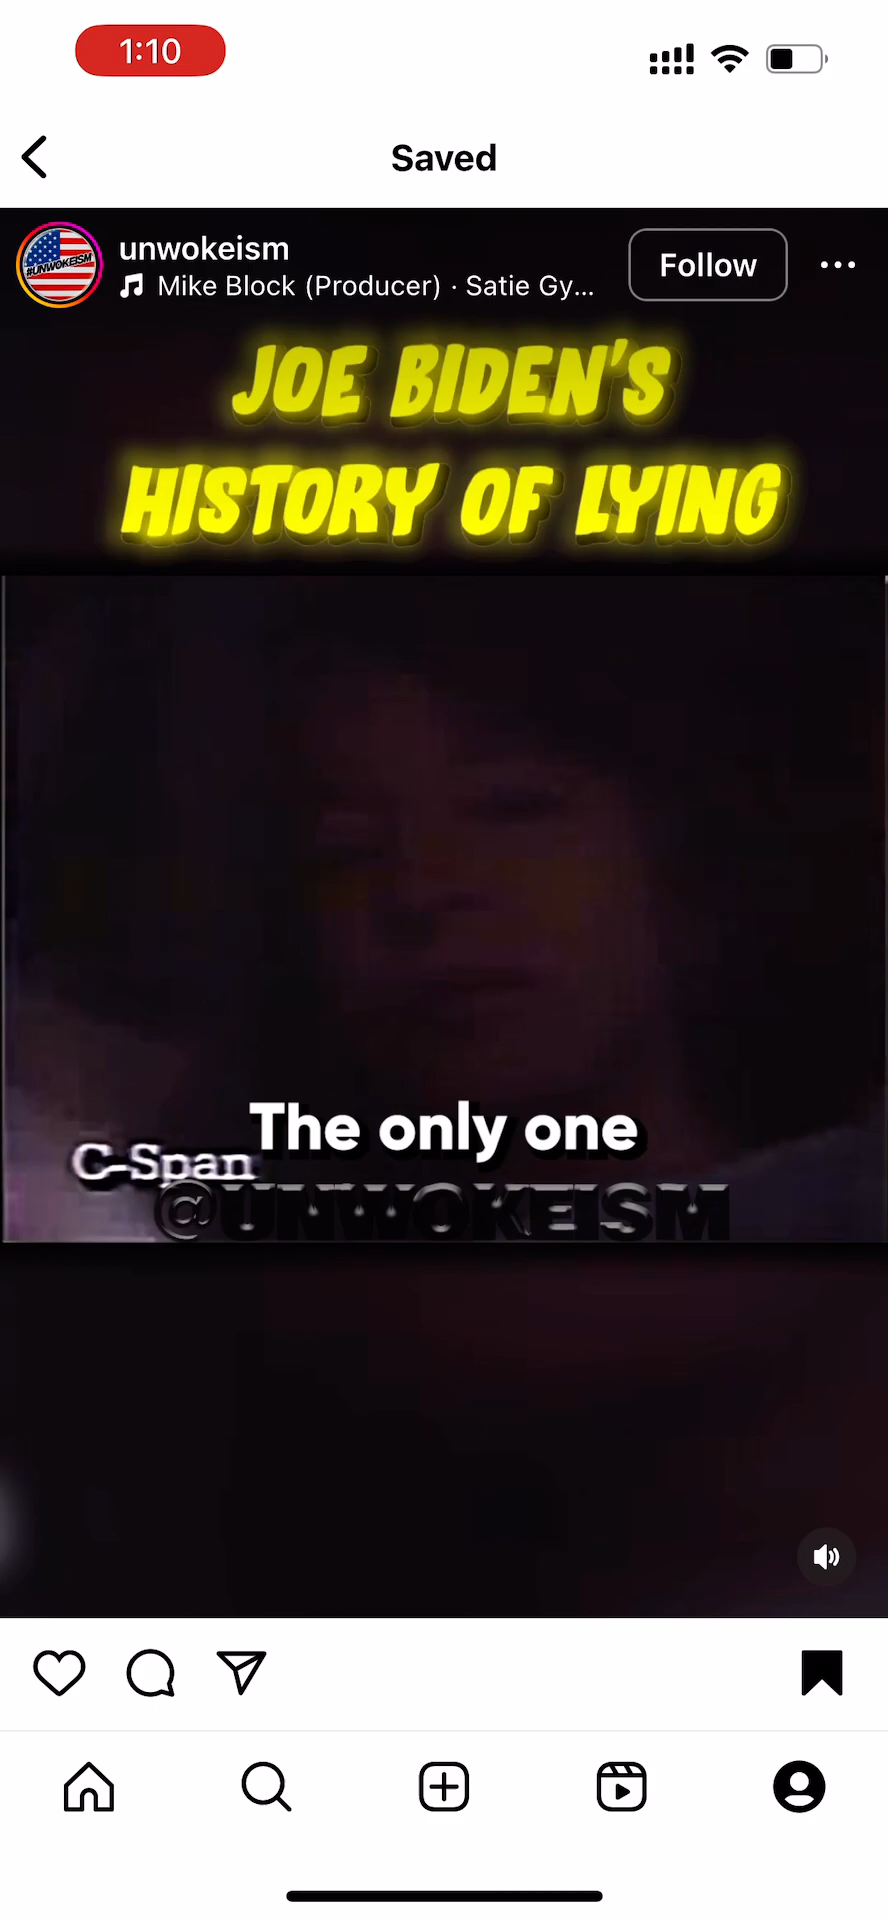 1:10
Saved
unwokeism
Mike Block (Producer) · Satie Gy...
Follow
#UNWOKEISM
JOE BIDEN'S
HISTORY OF LYING
The only one
C-Span
@UNWOKEISM